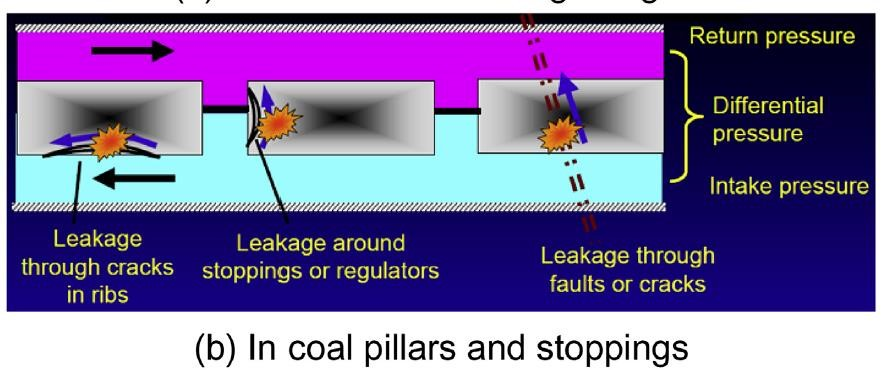 Return pressure
Differential
pressure
Intake pressure
Leakage
through cracks
in ribs
Leakage around
stoppings or regulators
Leakage through
faults or cracks
(b) In coal pillars and stoppings